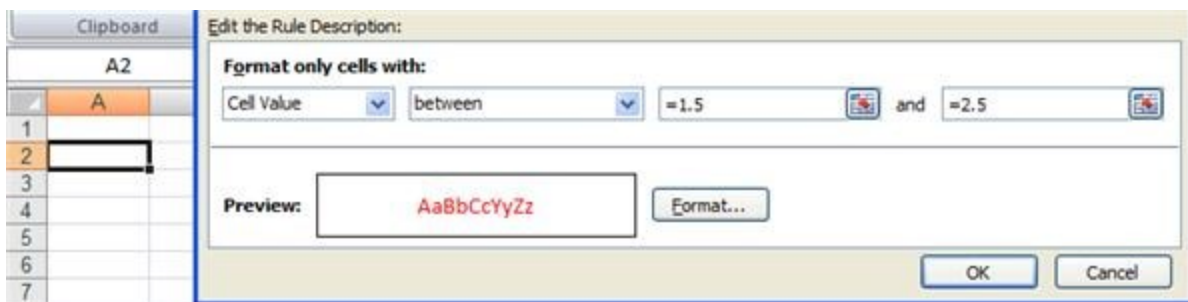 Clipboard
Edit the Rule Description:
A2
Format only cells with:
A
Cell Value between =1.5 and =2.5
1
2
3
4
5
6
7
Preview: AaBbCcYyZz Format...
OK Cancel